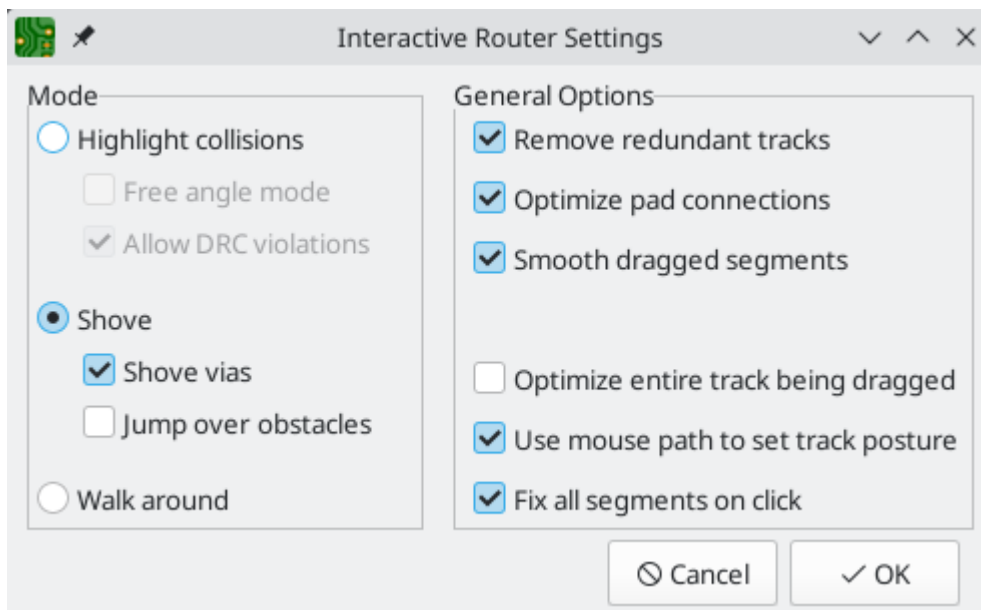 Interactive Router Settings
Mode
Highlight collisions
Free angle mode
Allow DRC violations
Shove
Shove vias
Jump over obstacles
Walk around
General Options
Remove redundant tracks
Optimize pad connections
Smooth dragged segments
Optimize entire track being dragged
Use mouse path to set track posture
Fix all segments on click
Cancel
OK